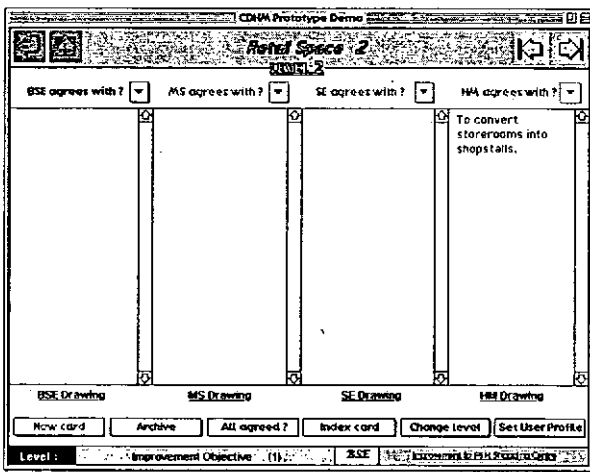 CDHM Prototype Demo
Retail Space 2
LEVEL 2
BSE agrees with ? MS agrees with ? SE agrees with ? HM agrees with ?
To convert
storerooms into
shopstalls.
BSE Drawing MS Drawing SE Drawing HM Drawing
New card Archive All agreed ? Index card Change Level Set User Profile
Level : Improvement Objective (1) BSE Improvement to